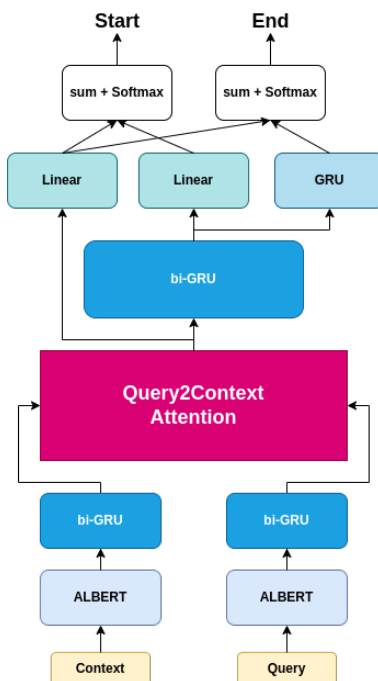 Start
End
sum + Softmax
sum + Softmax
Linear
Linear
GRU
bi-GRU
Query2Context
Attention
bi-GRU
bi-GRU
ALBERT
ALBERT
Context
Query